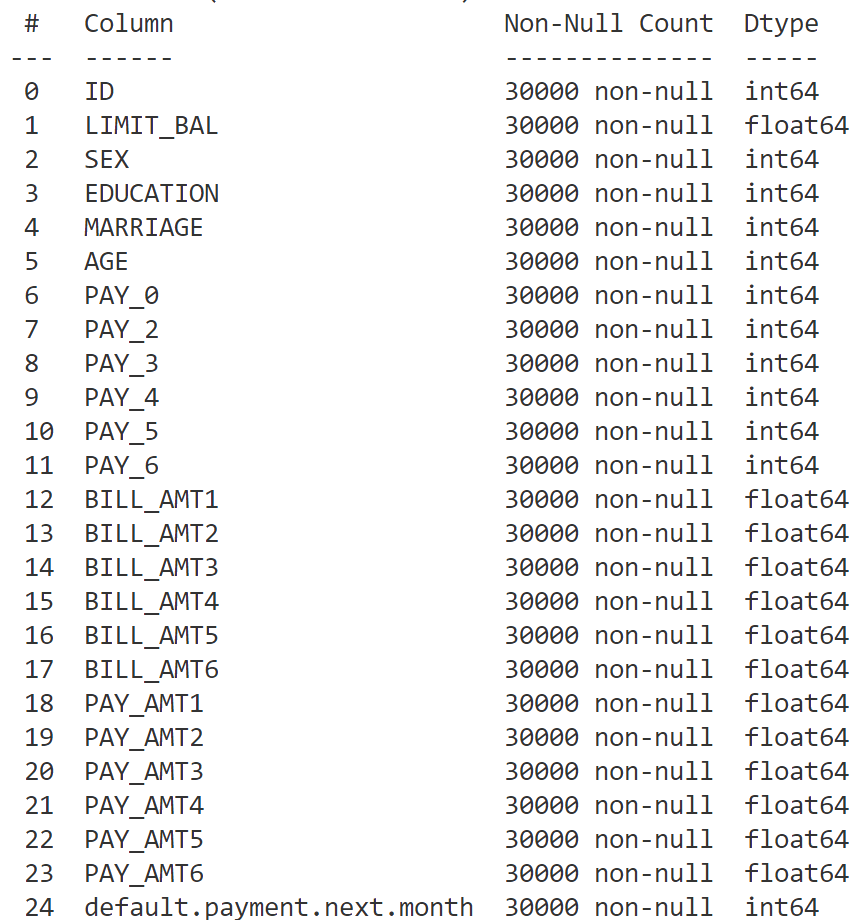 #   Column                      Non-Null Count  Dtype
--- ------                      --------------  -----
0   ID                          30000 non-null  int64
1   LIMIT_BAL                   30000 non-null  float64
2   SEX                         30000 non-null  int64
3   EDUCATION                   30000 non-null  int64
4   MARRIAGE                    30000 non-null  int64
5   AGE                         30000 non-null  int64
6   PAY_0                       30000 non-null  int64
7   PAY_2                       30000 non-null  int64
8   PAY_3                       30000 non-null  int64
9   PAY_4                       30000 non-null  int64
10  PAY_5                       30000 non-null  int64
11  PAY_6                       30000 non-null  int64
12  BILL_AMT1                   30000 non-null  float64
13  BILL_AMT2                   30000 non-null  float64
14  BILL_AMT3                   30000 non-null  float64
15  BILL_AMT4                   30000 non-null  float64
16  BILL_AMT5                   30000 non-null  float64
17  BILL_AMT6                   30000 non-null  float64
18  PAY_AMT1                    30000 non-null  float64
19  PAY_AMT2                    30000 non-null  float64
20  PAY_AMT3                    30000 non-null  float64
21  PAY_AMT4                    30000 non-null  float64
22  PAY_AMT5                    30000 non-null  float64
23  PAY_AMT6                    30000 non-null  float64
24  default.payment.next.month  30000 non-null  int64